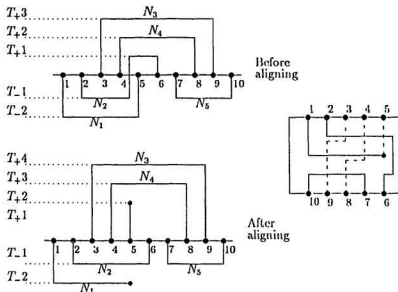 T+3 N3
T+2 N4
T+1
1 2 3 4 5 6 7 8 9 10
T−1 N2 N5
T−2 N1
Before
aligning
1 2 3 4 5
10 9 8 7 6
T+4 N3
T+3 N4
T+2
T+1
1 2 3 4 5 6 7 8 9 10
T−1 N2 N5
T−2 N1
After
aligning